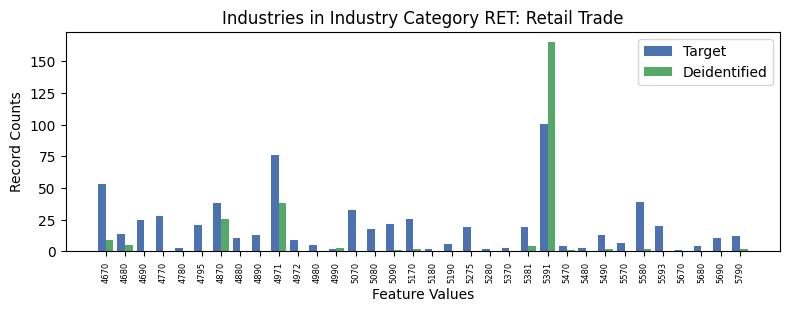 Industries in Industry Category RET: Retail Trade
Target
Deidentified
Record Counts
150
125
100
75
50
25
0
4670 4680 4690 4770 4780 4795 4870 4880 4890 4971 4972 4980 4990 5070 5080 5090 5170 5180 5190 5275 5280 5370 5381 5391 5470 5480 5490 5570 5580 5593 5670 5680 5690 5790
Feature Values